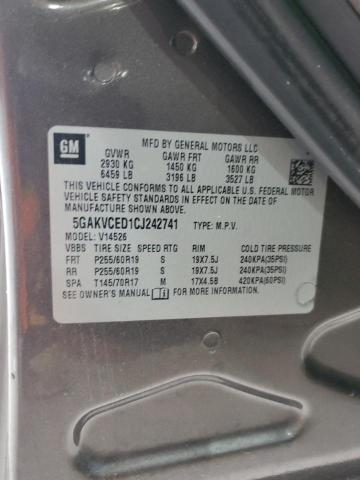 GM
MFD BY GENERAL MOTORS LLC
GVWR GAWR FRT GAWR RR
2930 KG 1450 KG 1600 KG
6459 LB 3196 LB 3527 LB
THIS VEHICLE CONFORMS TO ALL APPLICABLE U.S. FEDERAL MOTOR
VEHICLE SAFETY STANDARDS IN EFFECT ON THE DATE OF MANUFACTURE
SHOWN ABOVE.
5GAKVCED1CJ242741 TYPE: M.P.V.
MODEL: V14526
VBBS TIRE SIZE SPEED RTG RIM COLD TIRE PRESSURE
FRT P255/60R19 S 19X7.5J 240KPA(35PSI)
RR P255/60R19 S 19X7.5J 240KPA(35PSI)
SPA T145/70R17 M 17X4.5B 420KPA(60PSI)
SEE OWNER'S MANUAL FOR MORE INFORMATION.